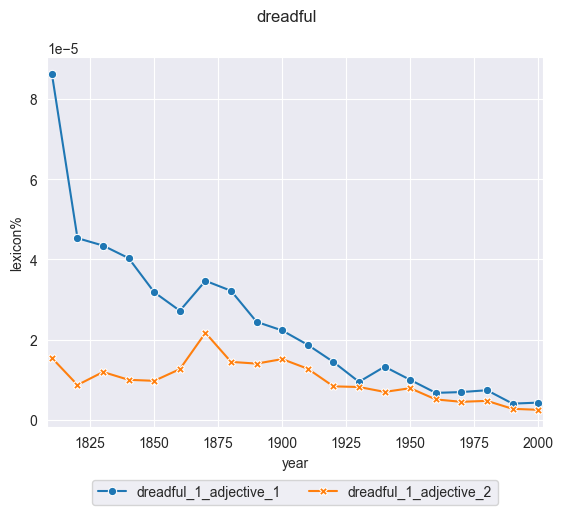 dreadful
1e−5
8
6
4
2
0
lexicon%
1825 1850 1875 1900 1925 1950 1975 2000
year
dreadful_1_adjective_1 dreadful_1_adjective_2